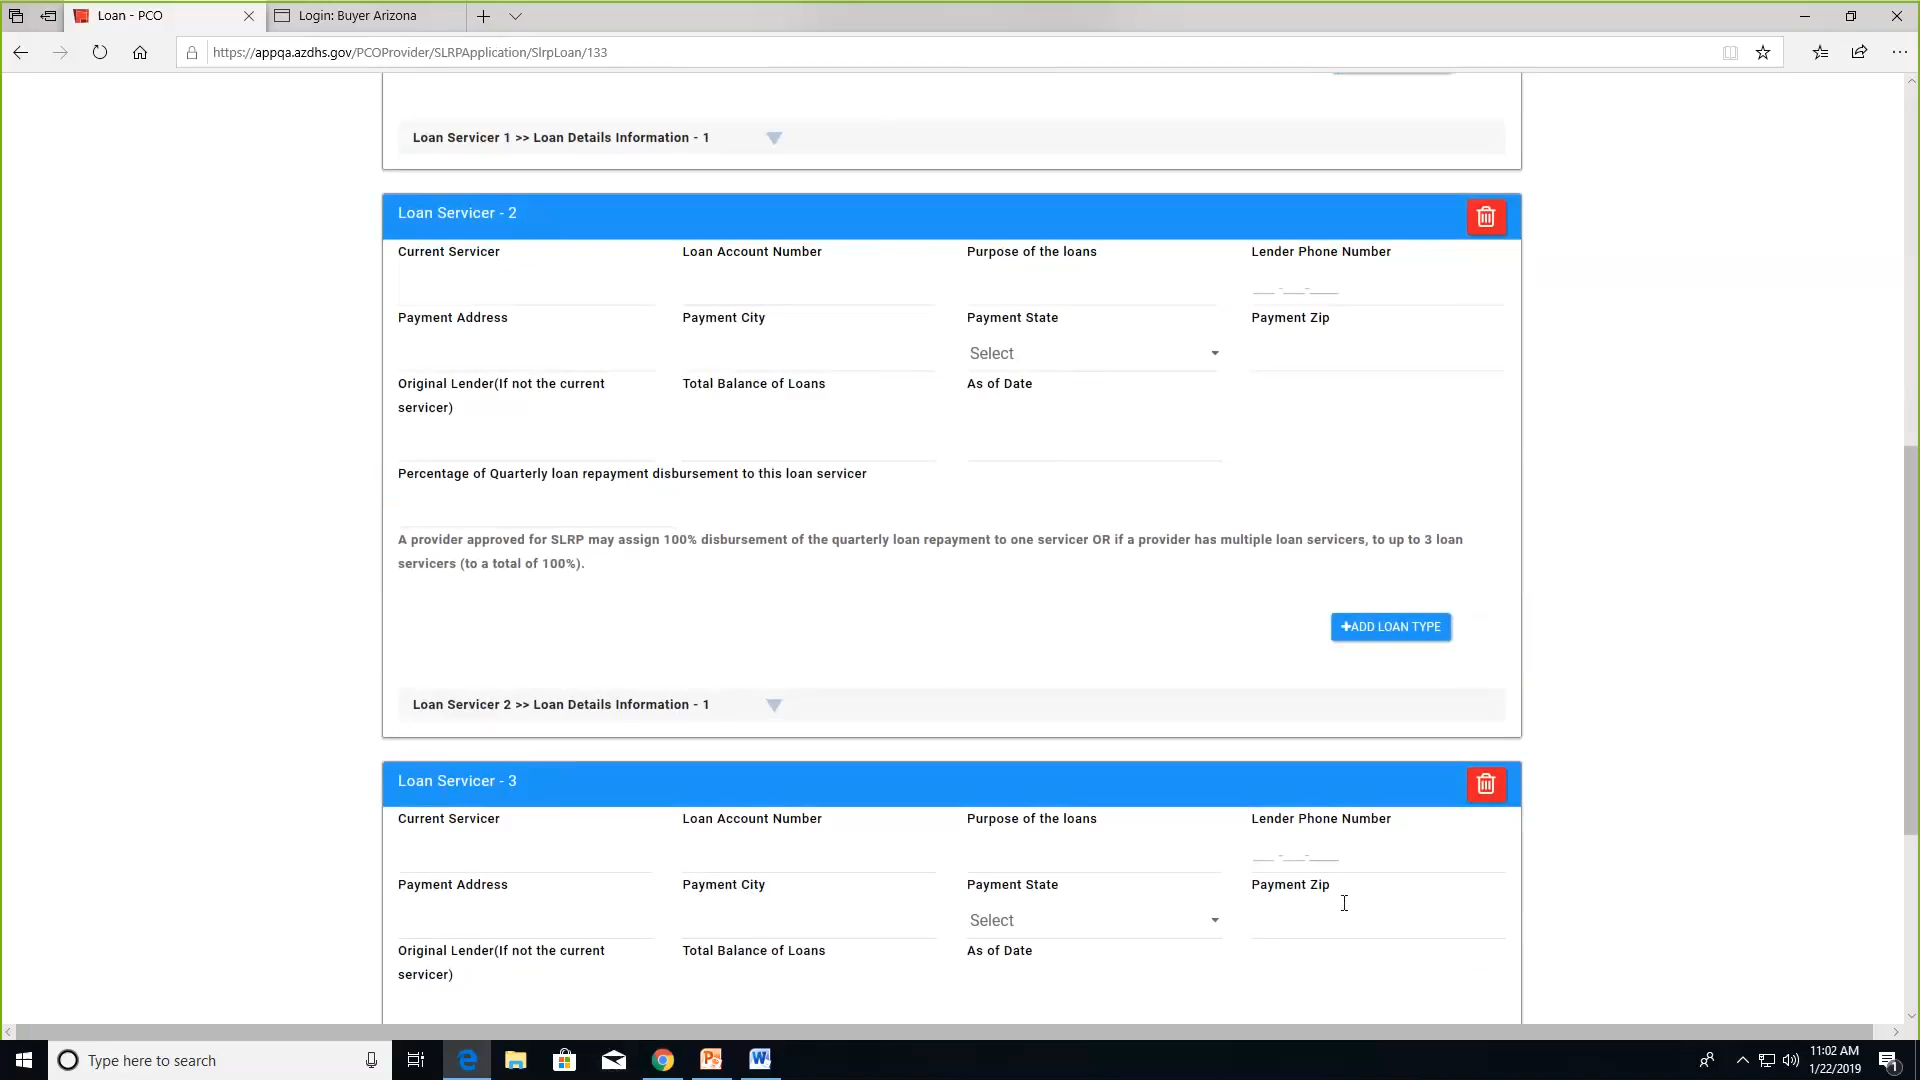 Loan - PCO
Login: Buyer Arizona
https://appqa.azdhs.gov/PCOProvider/SLRPApplication/SlrpLoan/133
Loan Servicer 1 >> Loan Details Information - 1
Loan Servicer - 2
Current Servicer Loan Account Number Purpose of the loans Lender Phone Number
___-___-____
Payment Address Payment City Payment State Payment Zip
Select
Original Lender(If not the current Total Balance of Loans As of Date
servicer)
Percentage of Quarterly loan repayment disbursement to this loan servicer
A provider approved for SLRP may assign 100% disbursement of the quarterly loan repayment to one servicer OR if a provider has multiple loan servicers, to up to 3 loan
servicers (to a total of 100%).
+ADD LOAN TYPE
Loan Servicer 2 >> Loan Details Information - 1
Loan Servicer - 3
Current Servicer Loan Account Number Purpose of the loans Lender Phone Number
___-___-____
Payment Address Payment City Payment State Payment Zip
Select
Original Lender(If not the current Total Balance of Loans As of Date
servicer)
Type here to search
11:02 AM
1/22/2019
1